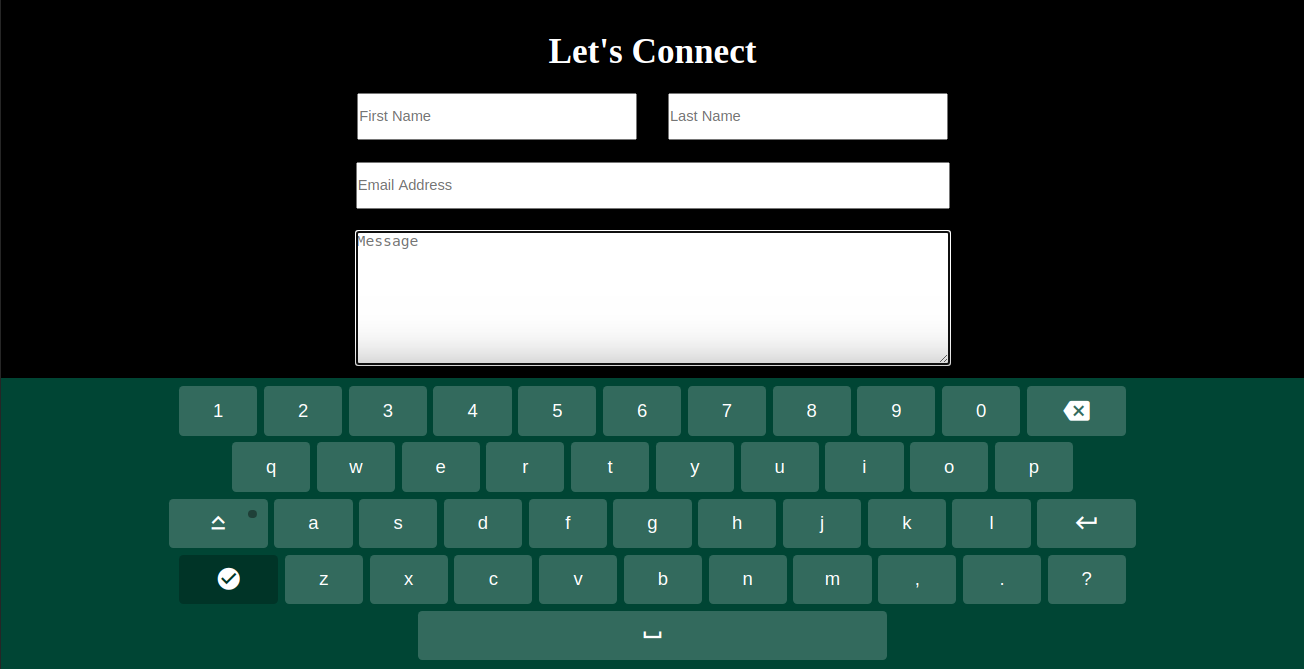 Let's Connect
First Name Last Name
Email Address
Message
1 2 3 4 5 6 7 8 9 0
q w e r t y u i o p
a s d f g h j k l
z x c v b n m , . ?